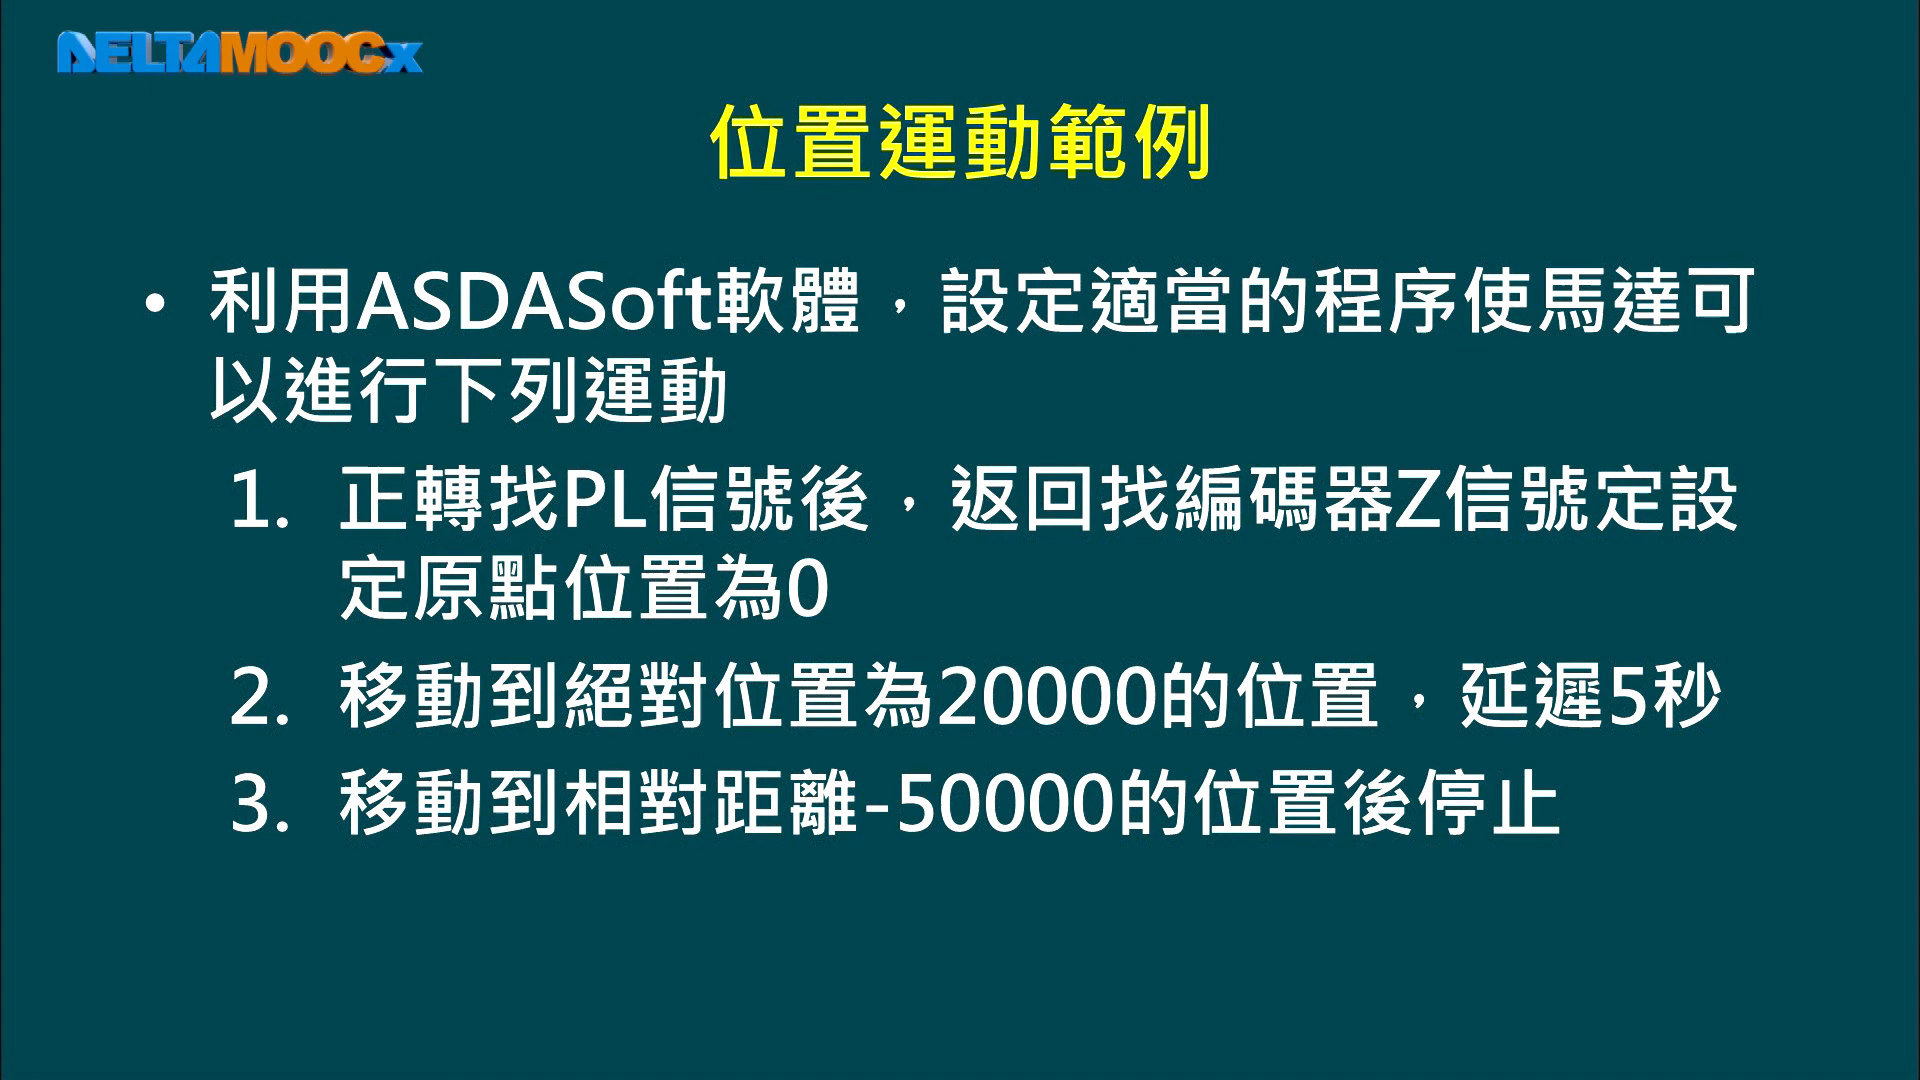 DELTAMOOCx
位置運動範例
• 利用ASDASoft軟體，設定適當的程序使馬達可
以進行下列運動
1. 正轉找PL信號後，返回找編碼器Z信號定設
定原點位置為0
2. 移動到絕對位置為20000的位置，延遲5秒
3. 移動到相對距離-50000的位置後停止